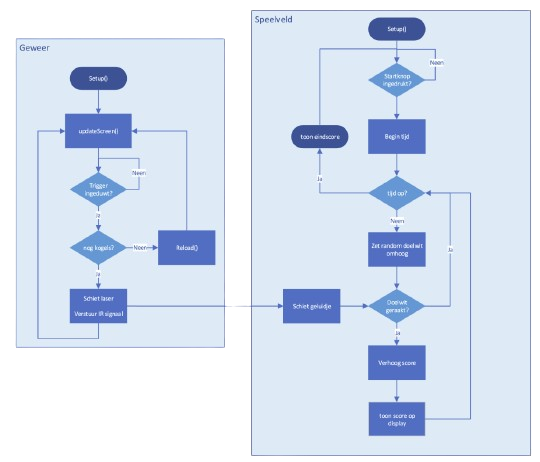 Geweer
Setup()
updateScreen()
Neen
Trigger
ingeduwt?
Ja
nog kogels?
Neen
Reload()
Ja
Schiet laser
Verstuur IR signaal
Speelveld
Setup()
Neen
Startknop
ingedrukt?
toon eindscore
Begin tijd
Ja
tijd op?
Neen
Zet random doelwit
omhoog
Ja
Schiet geluidje
Doelwit
geraakt?
Ja
Verhoog score
toon score op
display